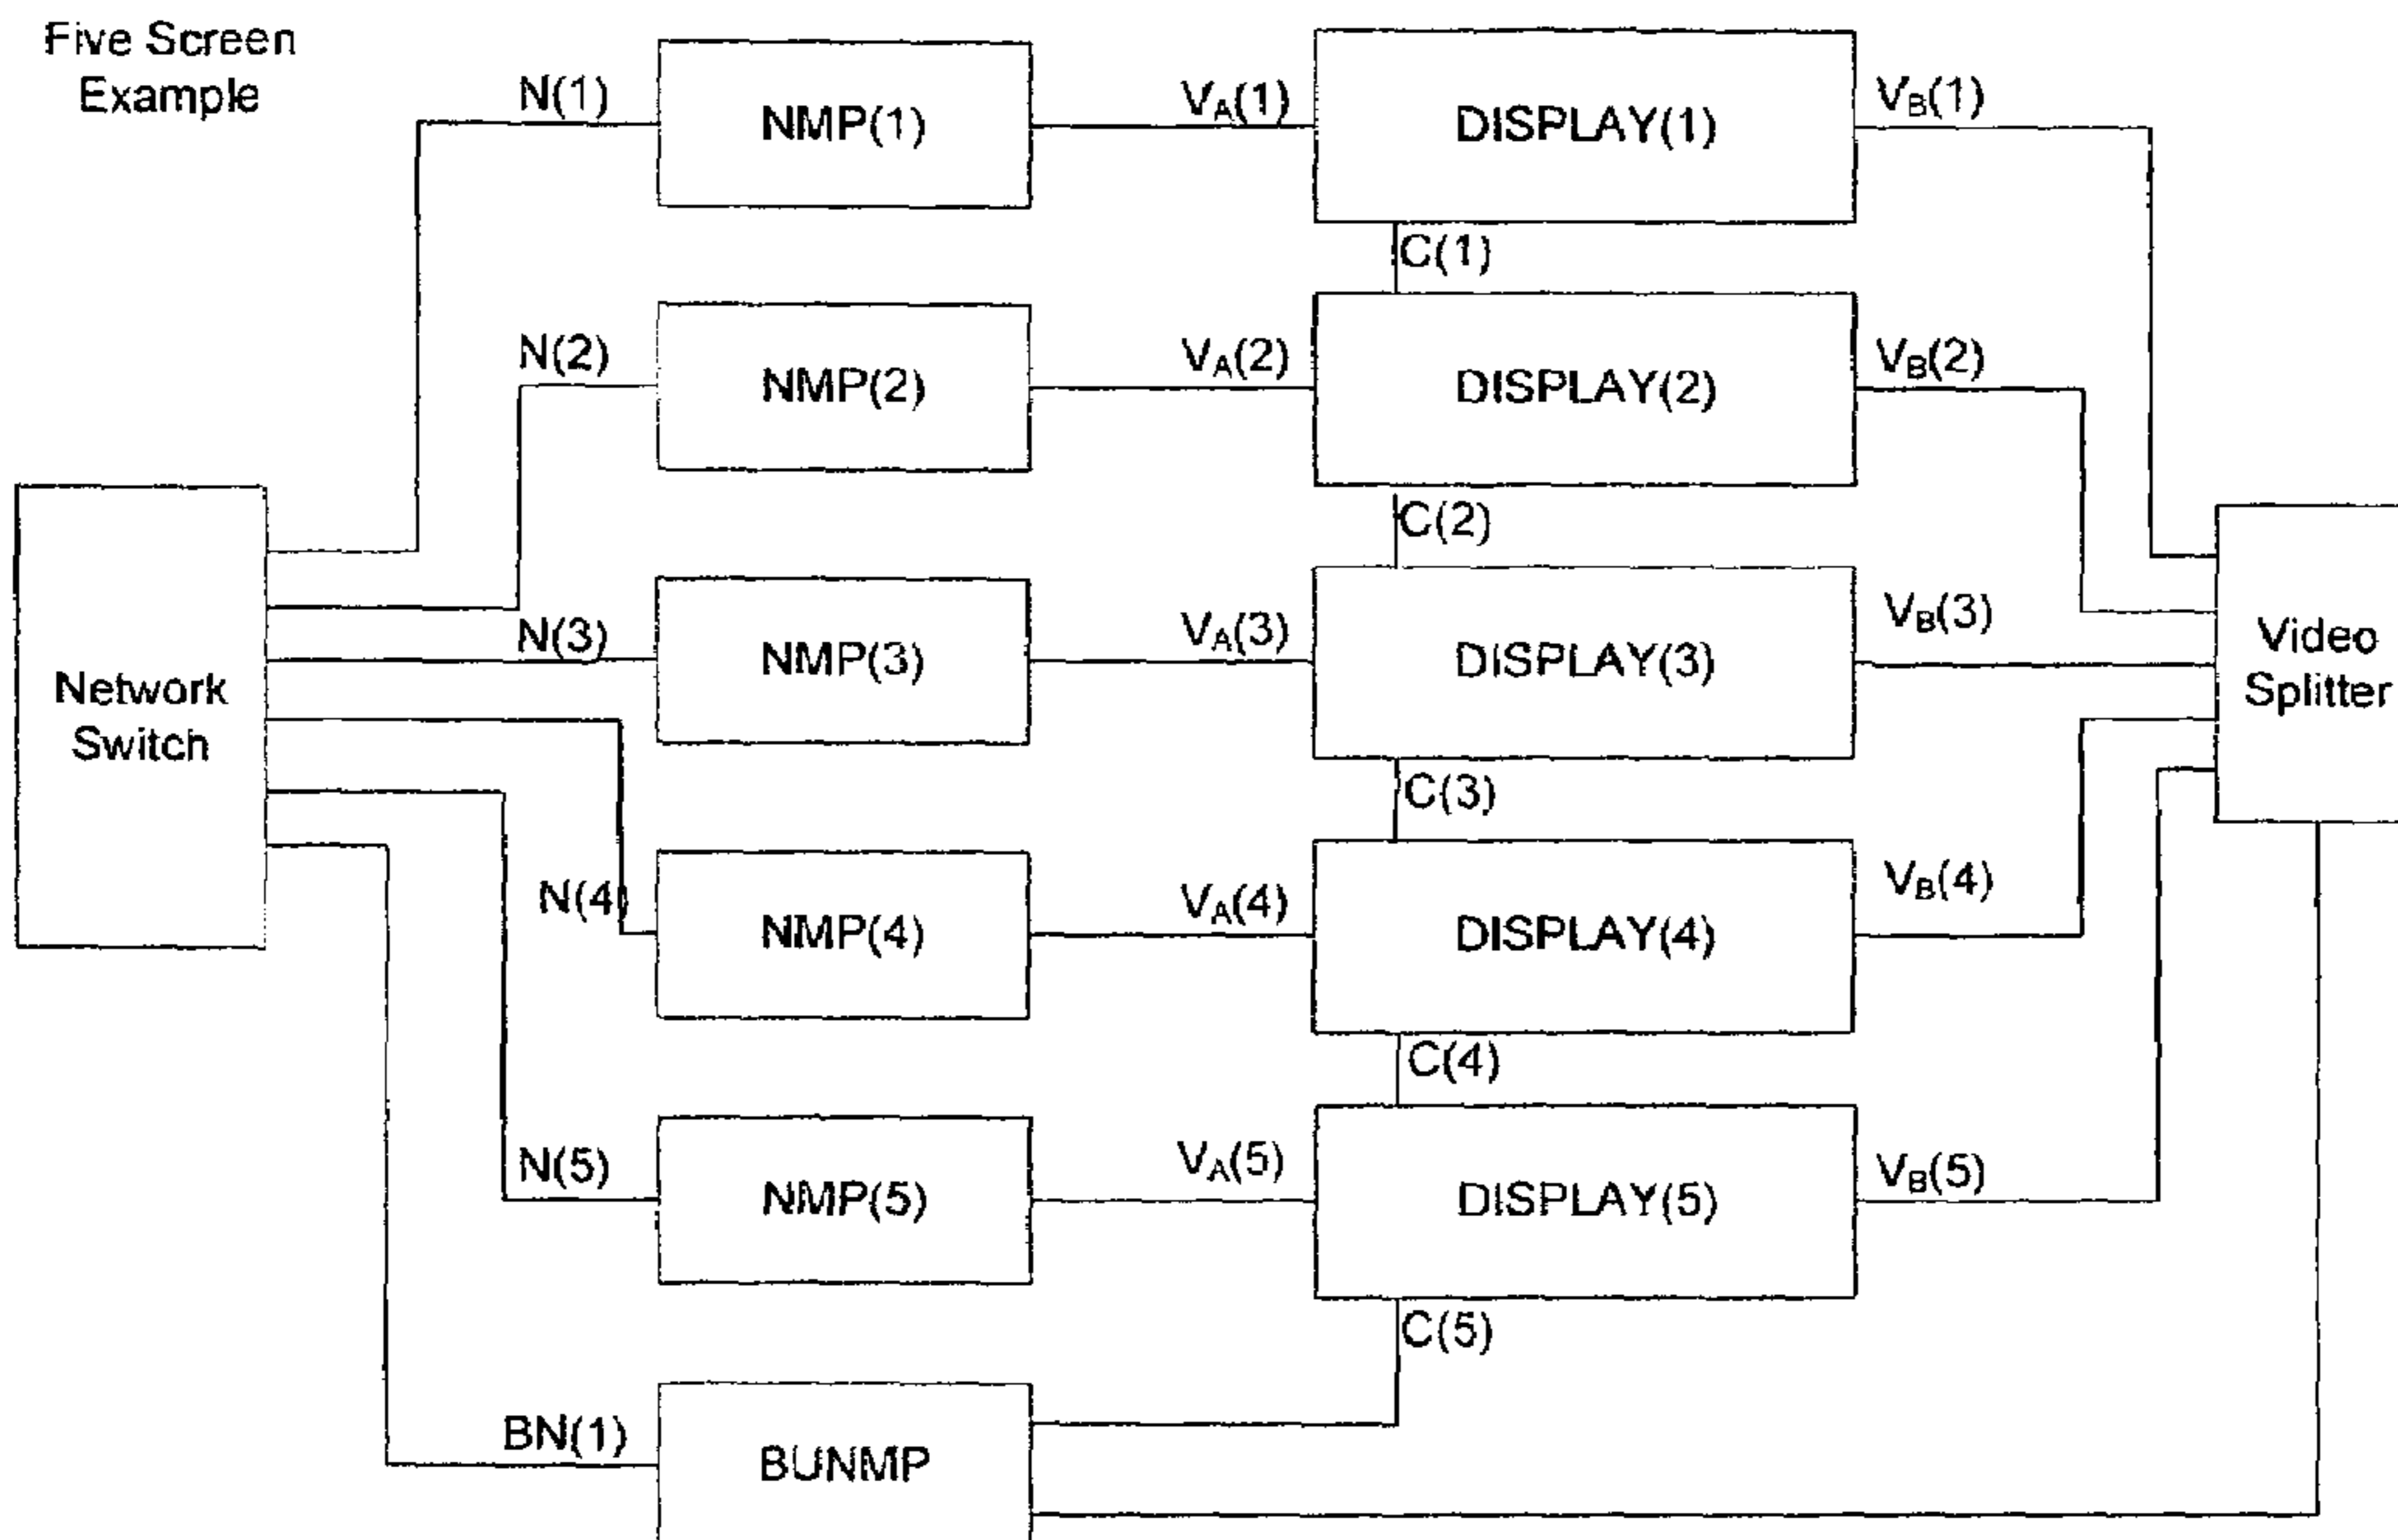 Five Screen
Example
N(1)
NMP(1)
VA(1)
DISPLAY(1)
VB(1)
C(1)
N(2)
NMP(2)
VA(2)
DISPLAY(2)
VB(2)
C(2)
N(3)
NMP(3)
VA(3)
DISPLAY(3)
VB(3)
Network
Switch
Video
Splitter
C(3)
N(4)
NMP(4)
VA(4)
DISPLAY(4)
VB(4)
C(4)
N(5)
NMP(5)
VA(5)
DISPLAY(5)
VB(5)
C(5)
BN(1)
BUNMP